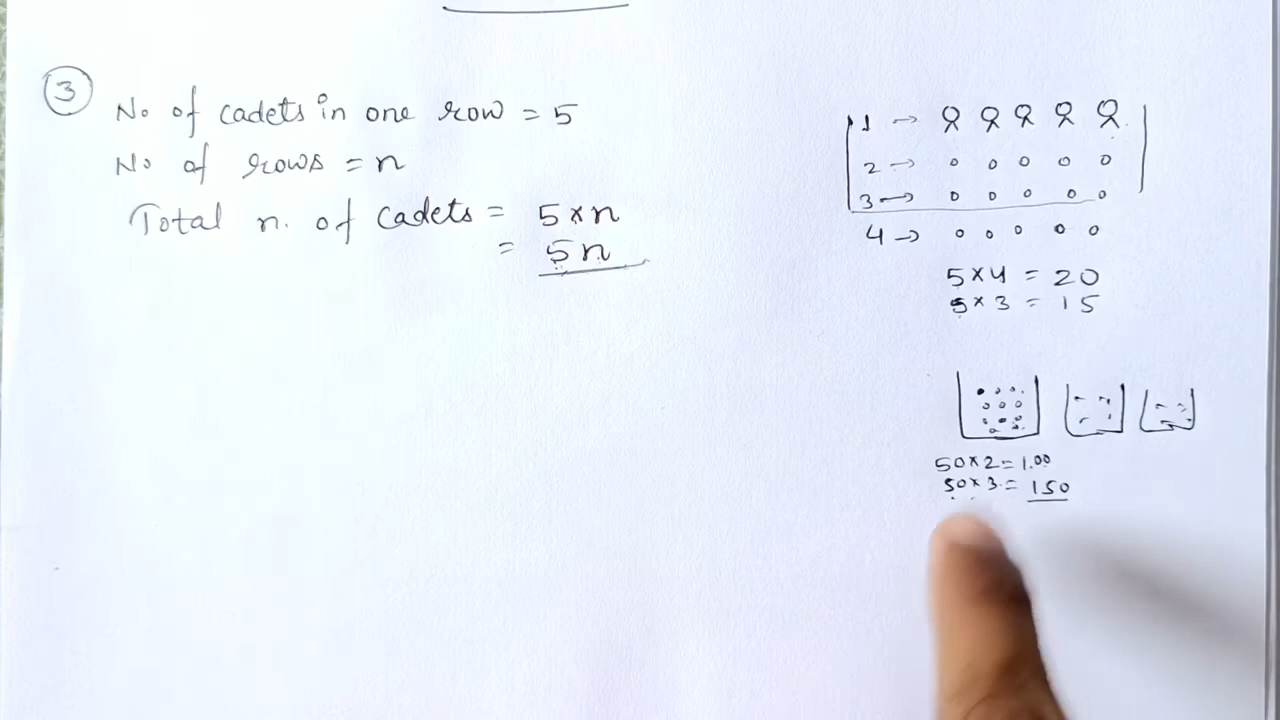 3
No of cadets in one row = 5
No of rows = n
Total n. of cadets = 5 × n
= 5n
1 →
2 →
3 →
4 →
5 × 4 = 20
5 × 3 = 15
50 × 2 = 100
50 × 3 = 150